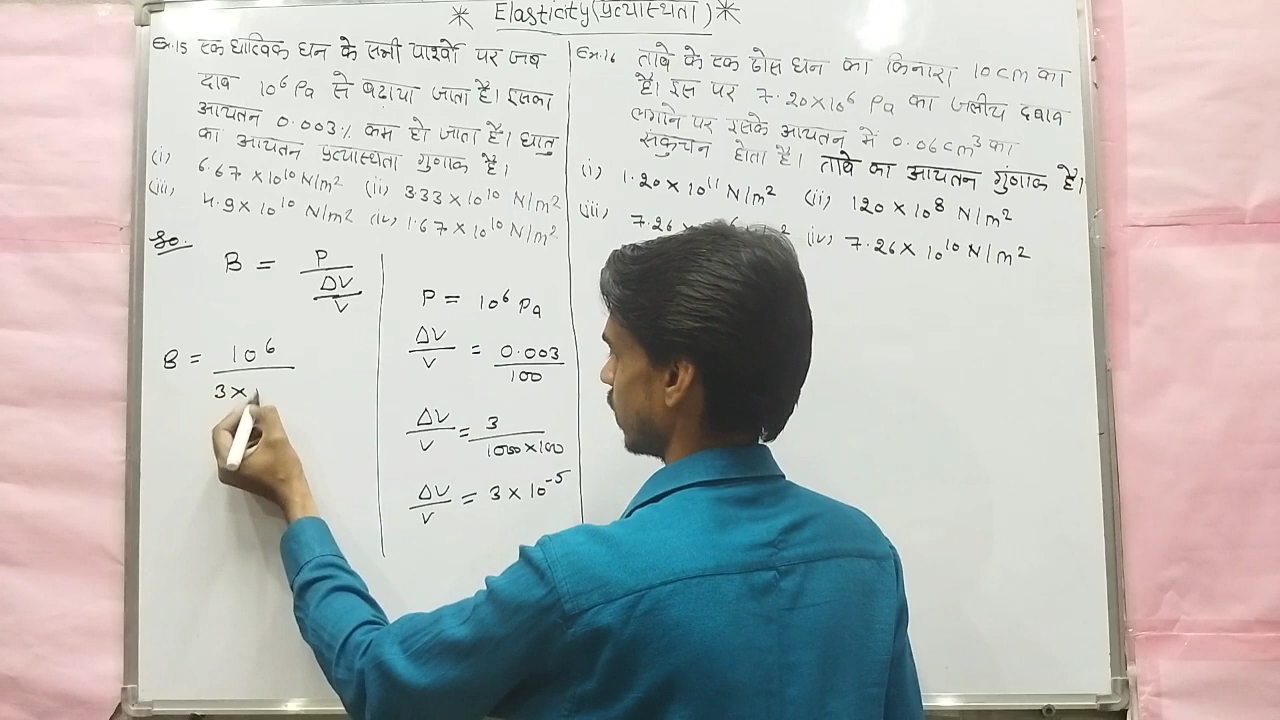 * Elasticity (प्रत्यास्थता) *
Ex.15 एक धात्विक घन के सभी पार्श्वों पर जब
दाब 10⁶ Pa से बढ़ाया जाता है। इसका
आयतन 0.003% कम हो जाता है। धातु
का आयतन प्रत्यास्थता गुणांक है।
(i) 6.67 × 10¹⁰ N/m² (ii) 3.33 × 10¹⁰ N/m²
(iii) 4.9 × 10¹⁰ N/m² (iv) 1.67 × 10¹⁰ N/m²
So.
B = P / (ΔV/V)
B = 10⁶ / 3×
P = 10⁶ Pa
ΔV/V = 0.003/100
ΔV/V = 3/1000×100
ΔV/V = 3 × 10⁻⁵
Ex.16 तांबे के एक ठोस घन का किनारा 10 cm का
है। इस पर 7.20×10⁶ Pa का जलीय दबाव
लगाने पर इसके आयतन में 0.06 cm³ का
संकुचन होता है। तांबे का आयतन गुणांक है।
(i) 1.20 × 10¹¹ N/m² (ii) 120 × 10⁸ N/m²
(iii) 7.26 (iv) 7.26 × 10¹⁰ N/m²